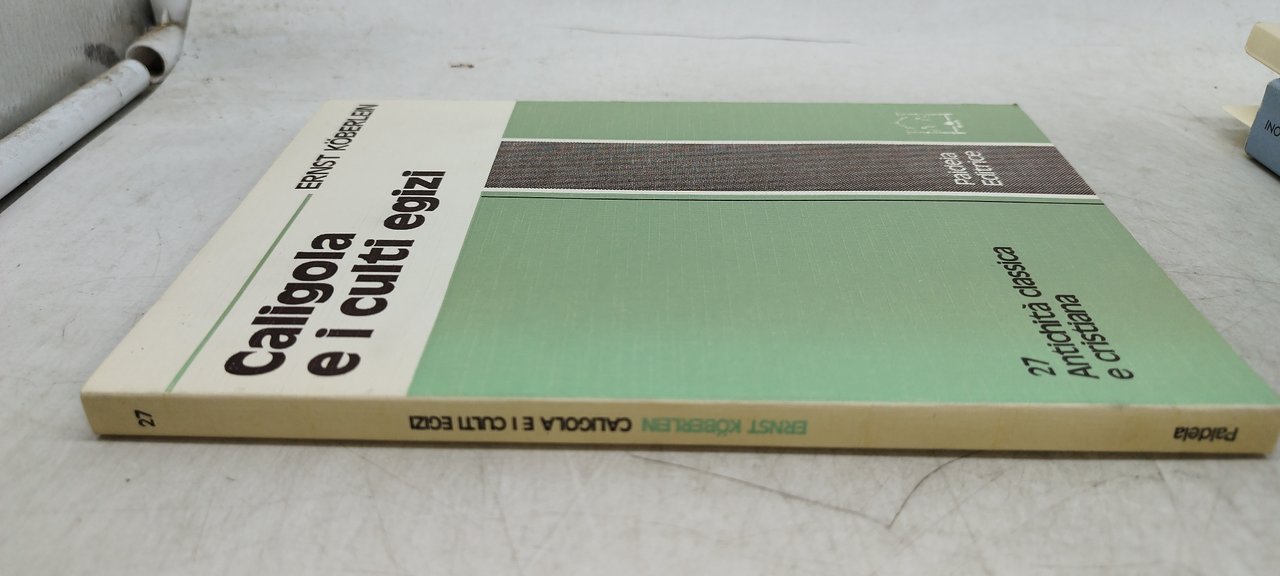 ERNST KÖBERLEIN
Caligola
e i culti egizi
Paideia
Editrice
27
Antichità classica
e cristiana
27
ERNST KÖBERLEIN CALIGOLA E I CULTI EGIZI
Paideia